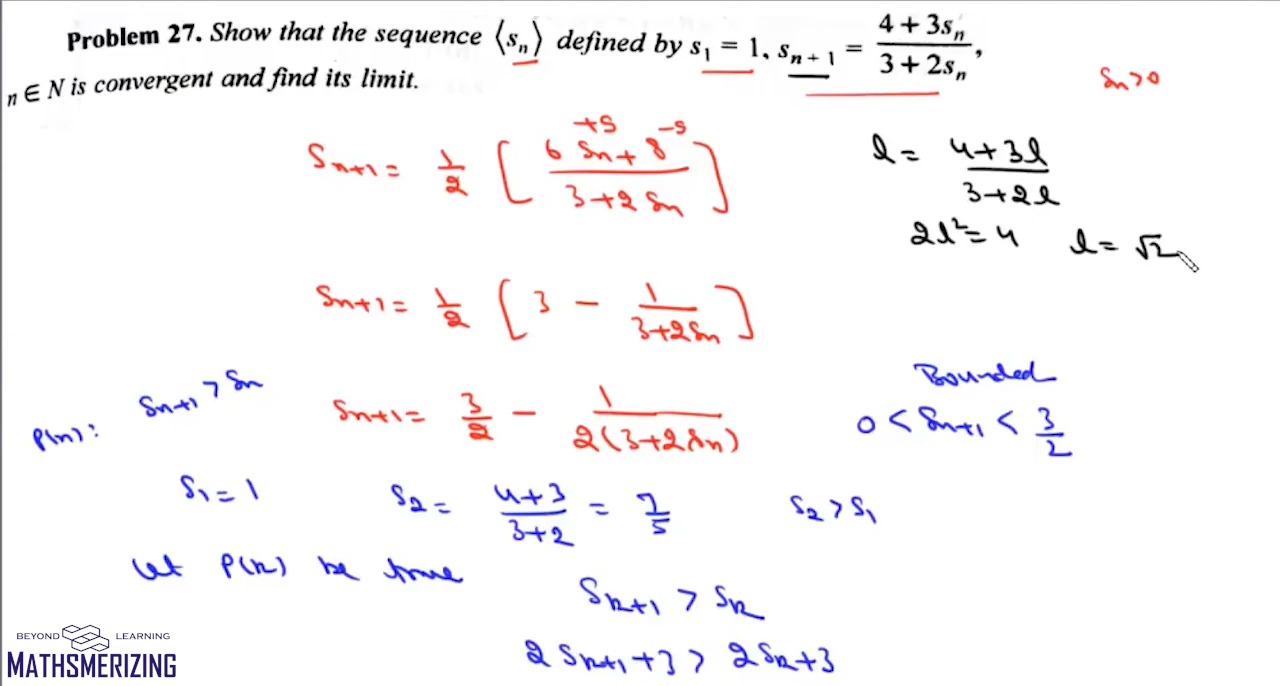 Problem 27. Show that the sequence ⟨sₙ⟩ defined by s₁ = 1, sₙ₊₁ = (4 + 3sₙ)/(3 + 2sₙ),
n ∈ N is convergent and find its limit.
Sn>0
Sn+1 = 1/2 [ (6 Sn + 8)/(3+2Sn) ]
+9 -9
l = (4+3l)/(3+2l)
2l² = 4 l = √2
Sn+1 = 1/2 [ 3 - 1/(3+2Sn) ]
P(n): Sn+1 > Sn
Sn+1 = 3/2 - 1/(2(3+2Sn))
Bounded
0 < Sn+1 < 3/2
S₁ = 1 S₂ = (4+3)/(3+2) = 7/5 S₂ > S₁
Let P(k) be true
Sk+1 > Sk
2Sk+1 + 3 > 2Sk + 3
BEYOND LEARNING
MATHSMERIZING